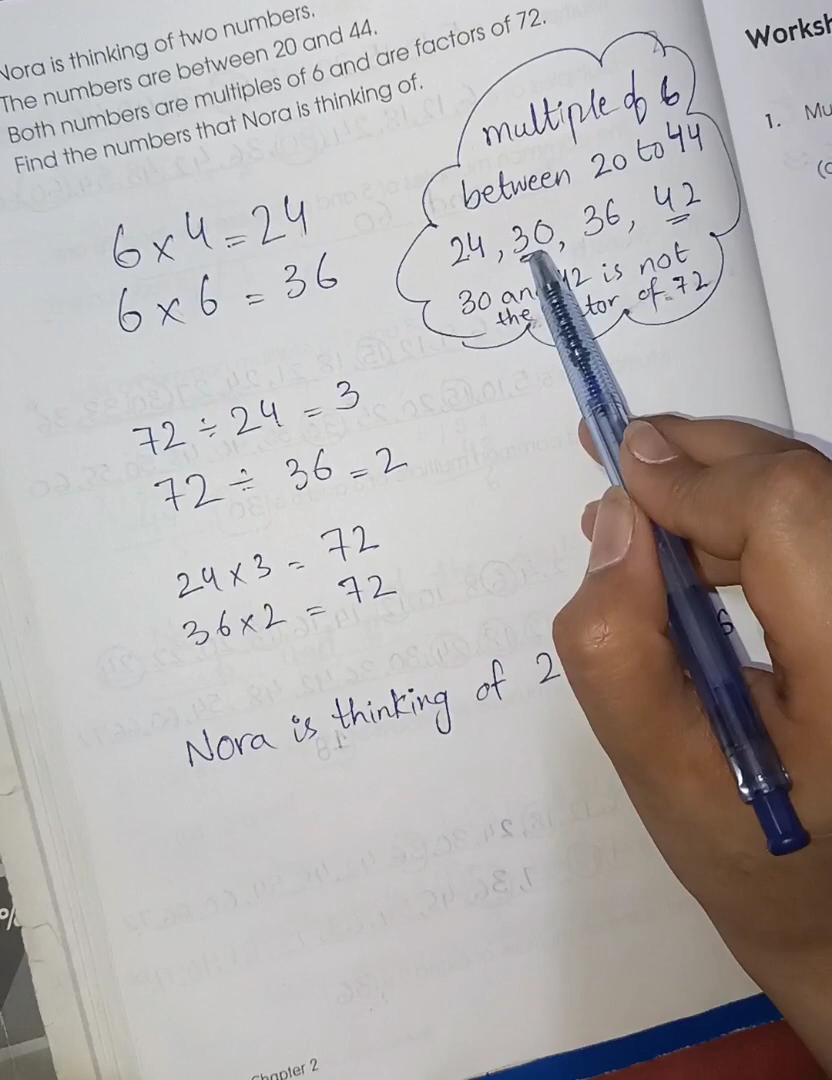 Nora is thinking of two numbers.
The numbers are between 20 and 44.
Both numbers are multiples of 6 and are factors of 72.
Find the numbers that Nora is thinking of.
multiple of 6
between 20 to 44
24, 30, 36, 42
30 and 42 is not
the of 72
6 x 4 = 24
6 x 6 = 36
72 ÷ 24 = 3
72 ÷ 36 = 2
24 x 3 = 72
36 x 2 = 72
Nora is thinking of 2
Chapter 2
Worksh
1. Mu